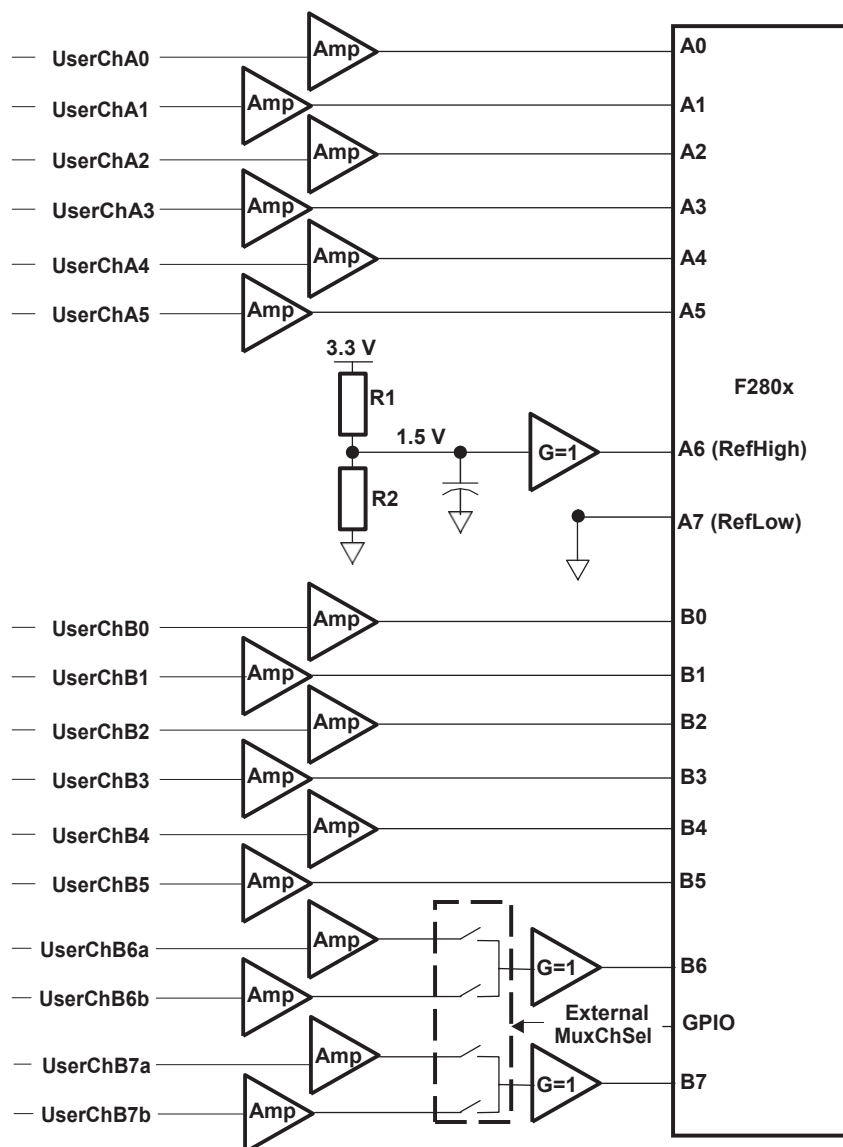 UserChA0 Amp A0
UserChA1 Amp A1
UserChA2 Amp A2
UserChA3 Amp A3
UserChA4 Amp A4
UserChA5 Amp A5
3.3 V
R1
F280x
1.5 V
G=1 A6 (RefHigh)
R2
A7 (RefLow)
UserChB0 Amp B0
UserChB1 Amp B1
UserChB2 Amp B2
UserChB3 Amp B3
UserChB4 Amp B4
UserChB5 Amp B5
UserChB6a Amp
G=1 B6
UserChB6b Amp
External
MuxChSel
GPIO
UserChB7a Amp
G=1 B7
UserChB7b Amp